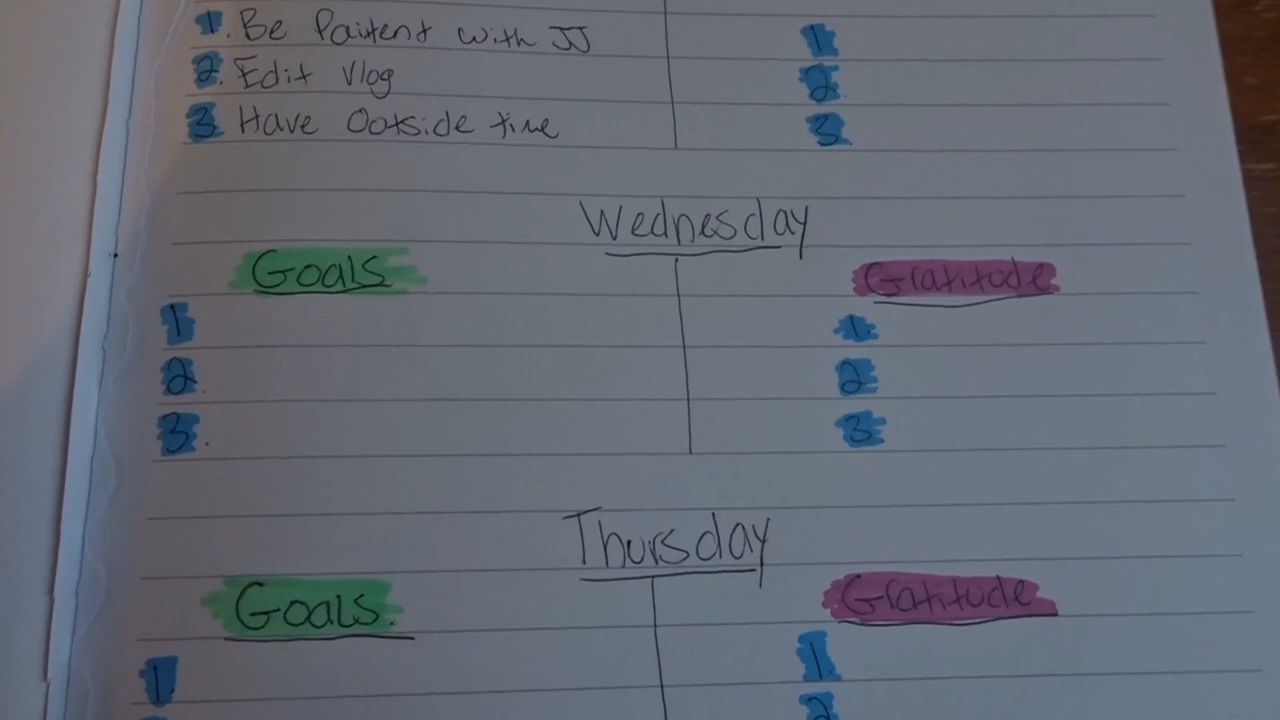 1. Be Paitent with JJ 1.
2. Edit Vlog 2.
3. Have Ootside time 3.
Wednesday
Goals Gratitude
1 1.
2. 2
3. 3
Thursday
Goals. Gratitude
1. 1.
2